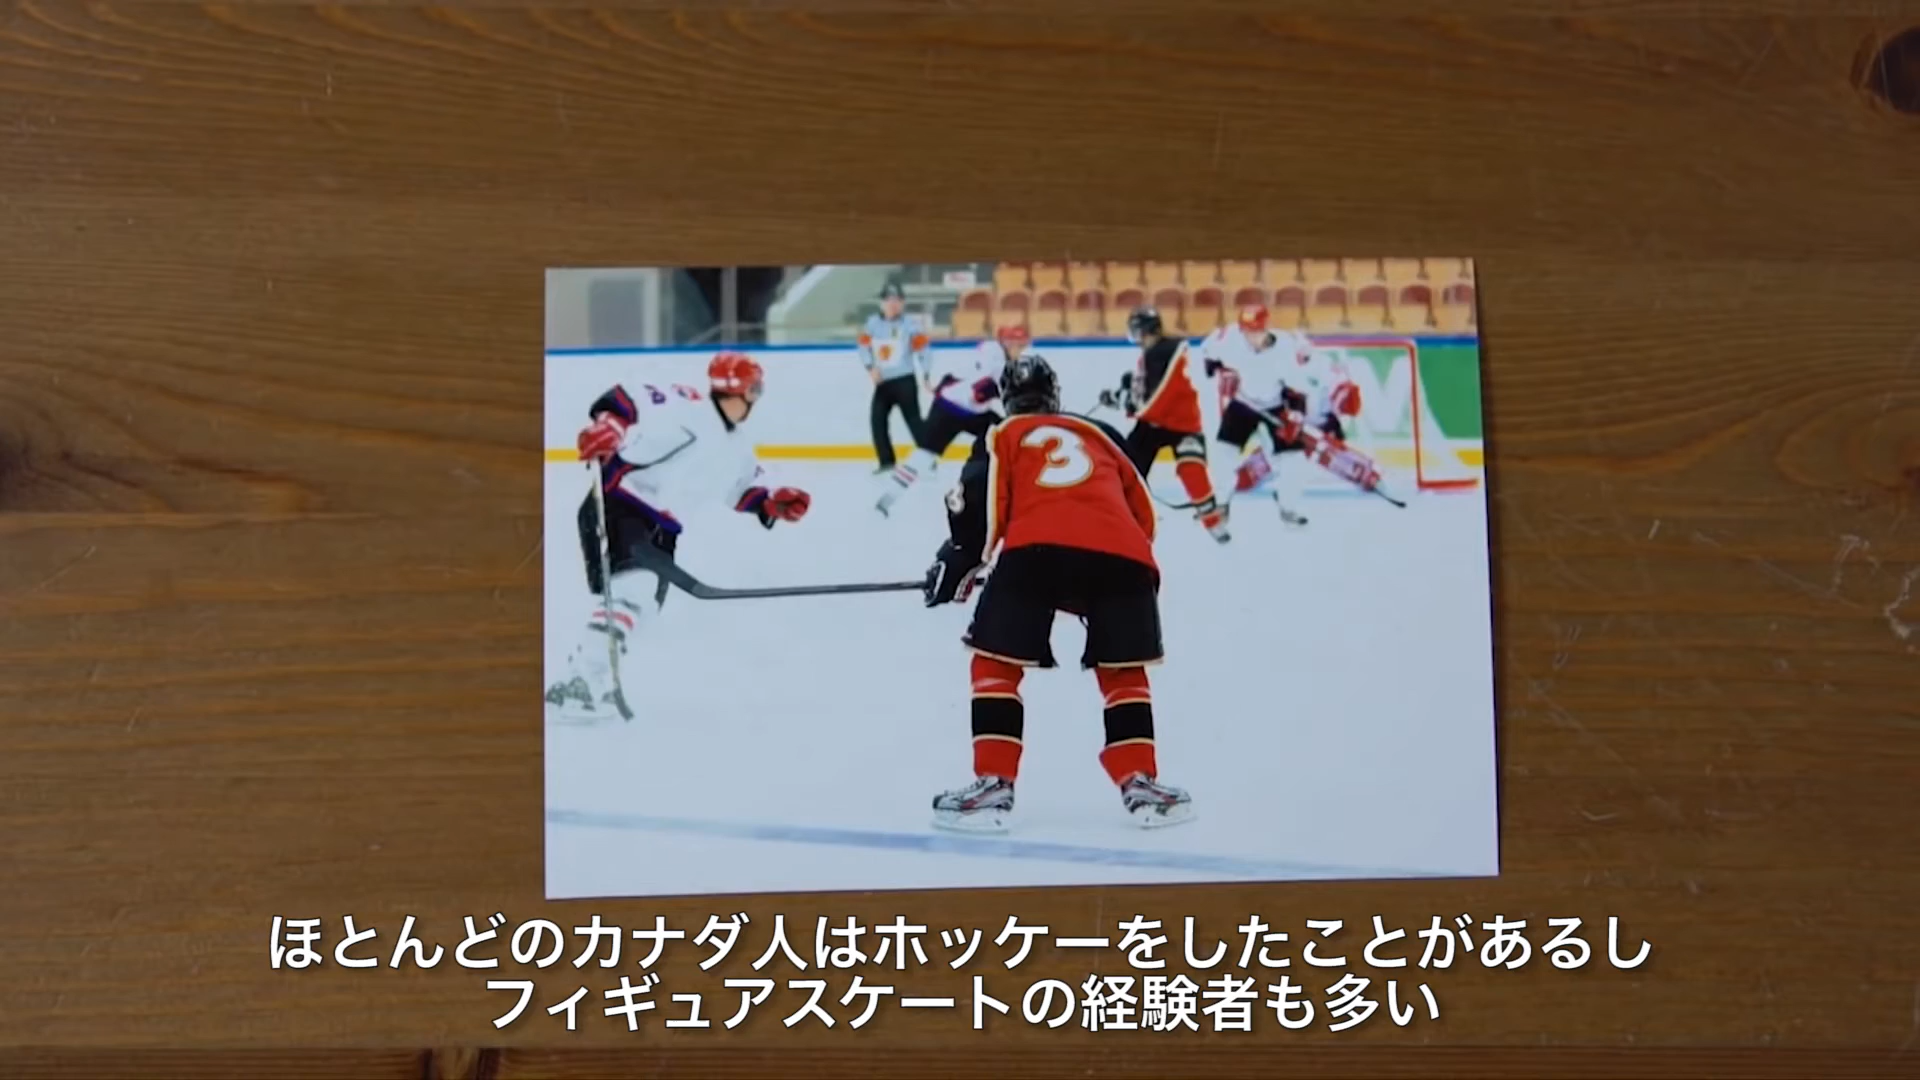 3
3
ほとんどのカナダ人はホッケーをしたことがあるし
フィギュアスケートの経験者も多い